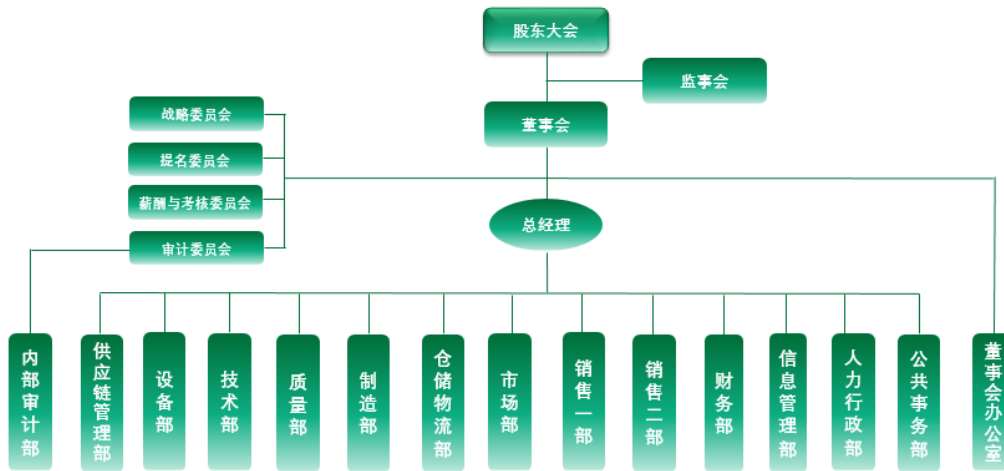 股东大会
监事会
董事会
战略委员会
提名委员会
薪酬与考核委员会
审计委员会
总经理
内部审计部
供应链管理部
设备部
技术部
质量部
制造部
仓储物流部
市场部
销售一部
销售二部
财务部
信息管理部
人力行政部
公共事务部
董事会办公室